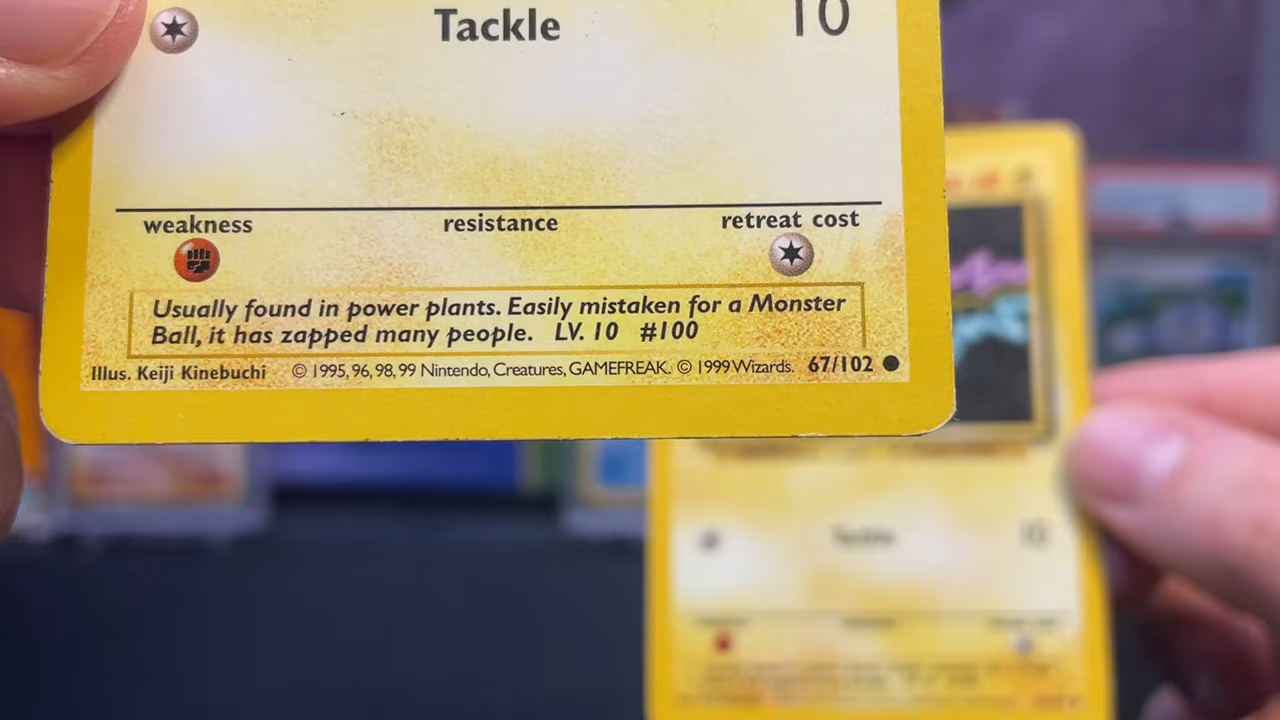 Tackle 10
weakness resistance retreat cost
Usually found in power plants. Easily mistaken for a Monster
Ball, it has zapped many people. LV. 10 #100
Illus. Keiji Kinebuchi © 1995, 96, 98, 99 Nintendo, Creatures, GAMEFREAK. © 1999 Wizards. 67/102
Tackle 10